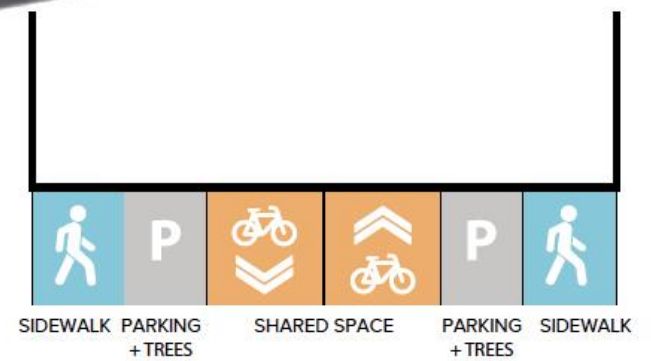 P
P
SIDEWALK PARKING + TREES
SHARED SPACE
PARKING + TREES
SIDEWALK